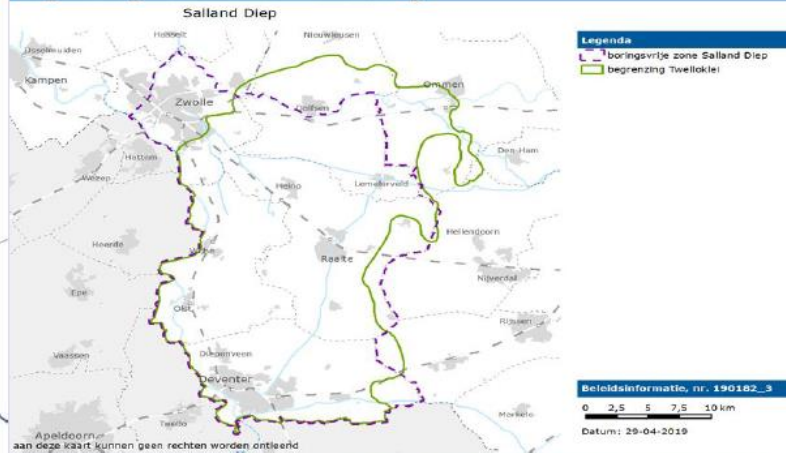 Salland Diep
Hasselt
Nieuwleusen
IJsselmuiden
Kampen
Ommen
Zwolle
Dalfsen
Den Ham
Hattem
Wezep
Lemelerveld
Heino
Hellendoorn
Heerde
Wijhe
Raalte
Nijverdal
Epe
Olst
Rijssen
Vaassen
Diepenveen
Deventer
Markelo
Twello
Apeldoorn
aan deze kaart kunnen geen rechten worden ontleend
Legenda
boringsvrije zone Salland Diep
begrenzing Twelloklei
Beleidsinformatie, nr. 190182_3
0 2,5 5 7,5 10 km
Datum: 29-04-2019